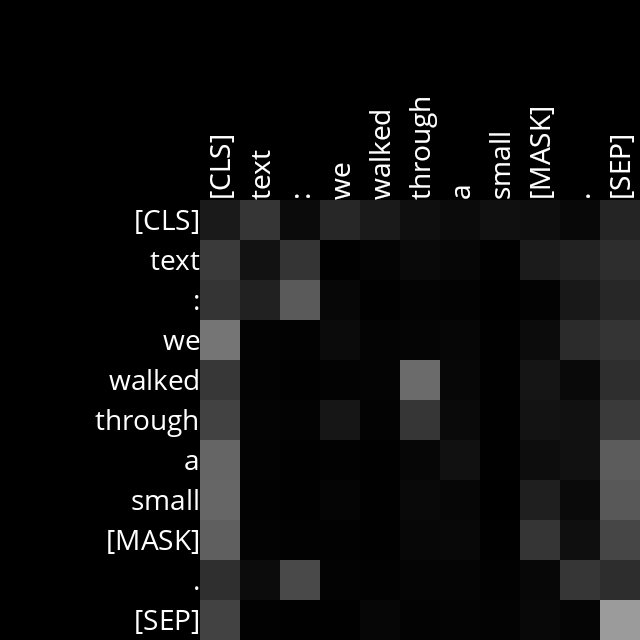 [CLS] text : we walked through a small [MASK] . [SEP]
[CLS]
text
:
we
walked
through
a
small
[MASK]
.
[SEP]